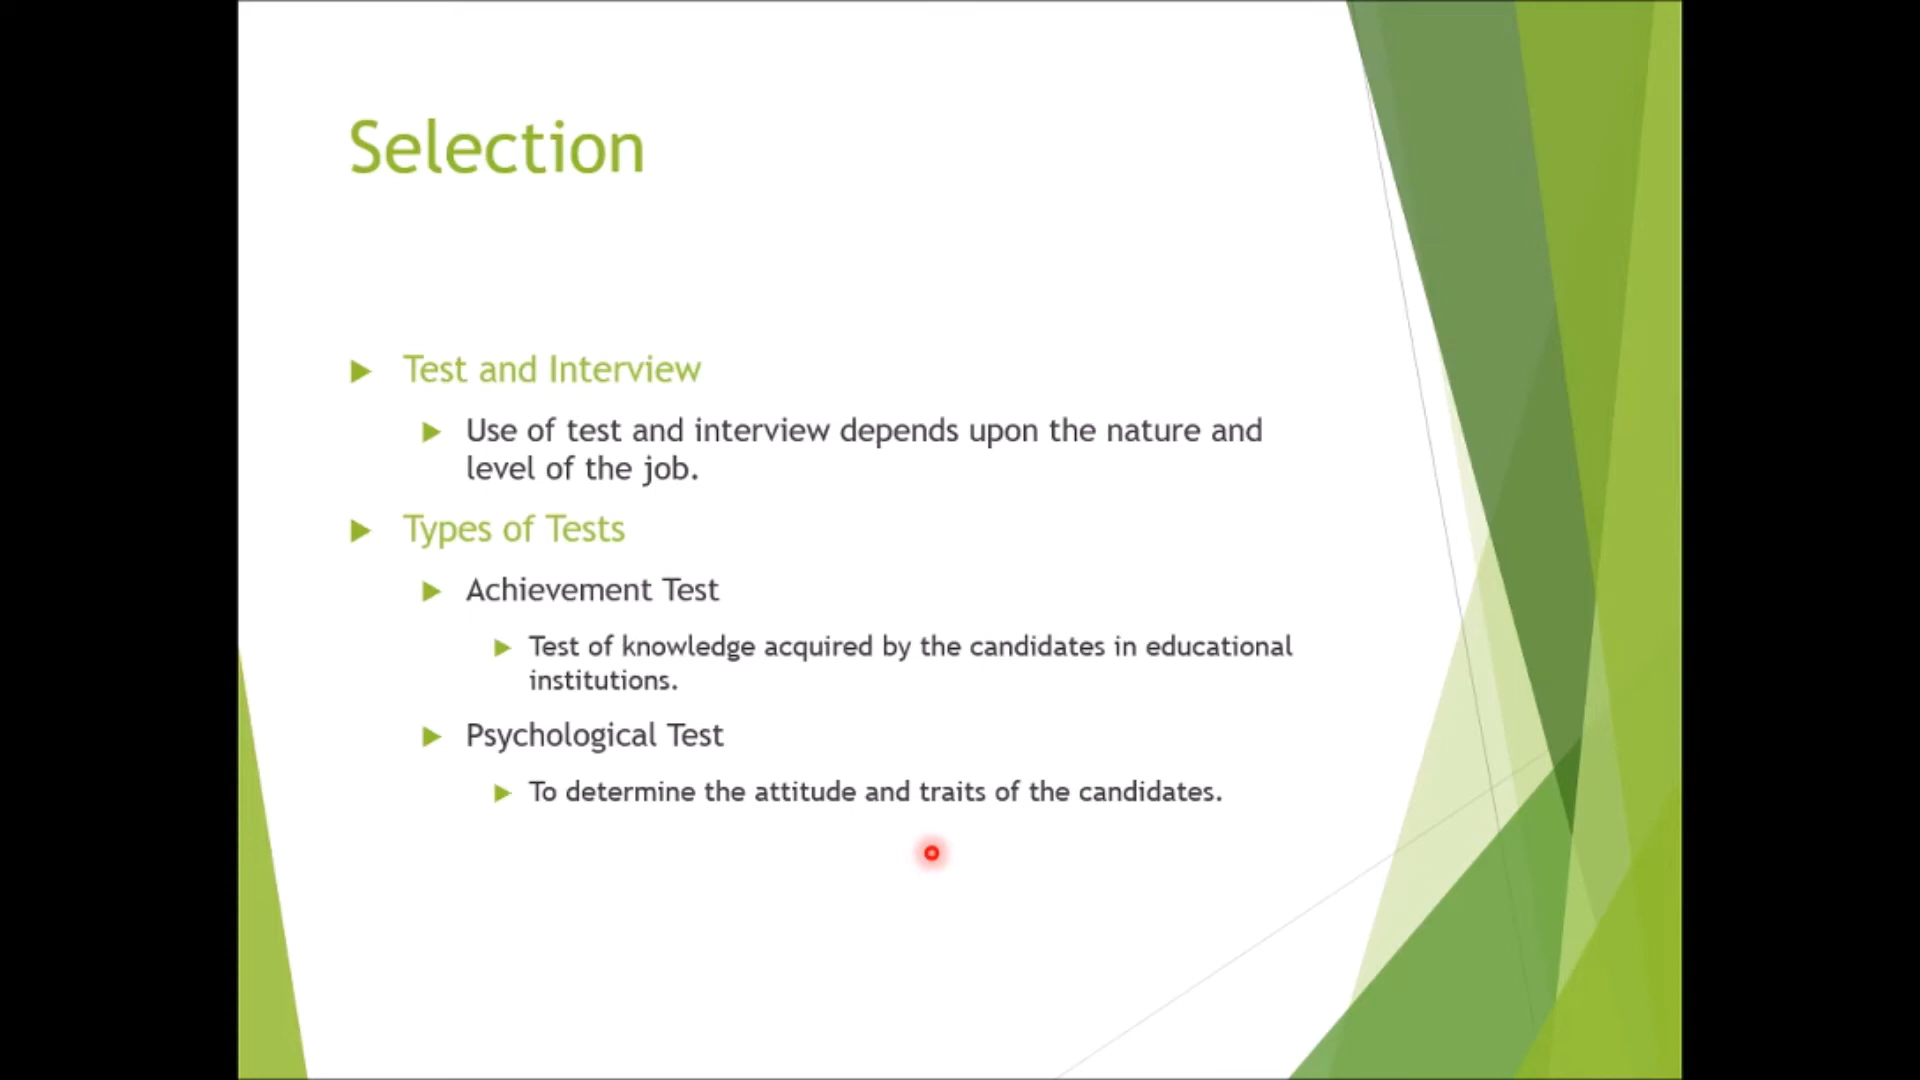 Selection
Test and Interview
Use of test and interview depends upon the nature and
level of the job.
Types of Tests
Achievement Test
Test of knowledge acquired by the candidates in educational
institutions.
Psychological Test
To determine the attitude and traits of the candidates.